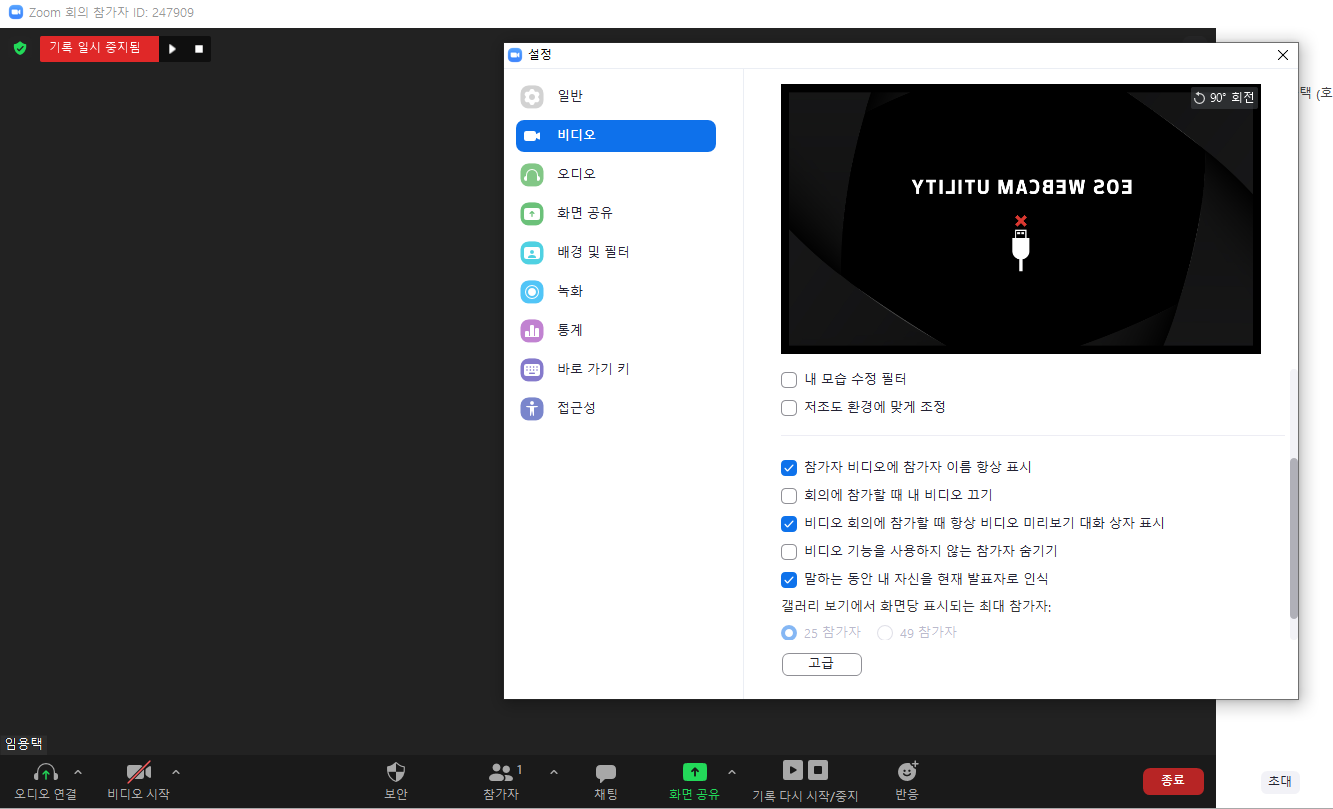 Zoom 회의 참가자 ID: 247909
기록 일시 중지됨
설정
일반
비디오
오디오
화면 공유
배경 및 필터
녹화
통계
바로 가기 키
접근성
90° 회전
EOS WEBCAM UTILITY
내 모습 수정 필터
저조도 환경에 맞게 조정
참가자 비디오에 참가자 이름 항상 표시
회의에 참가할 때 내 비디오 끄기
비디오 회의에 참가할 때 항상 비디오 미리보기 대화 상자 표시
비디오 기능을 사용하지 않는 참가자 숨기기
말하는 동안 내 자신을 현재 발표자로 인식
갤러리 보기에서 화면당 표시되는 최대 참가자:
25 참가자 49 참가자
고급
택 (호
임용택
오디오 연결
비디오 시작
보안
1
참가자
채팅
화면 공유
기록 다시 시작/중지
반응
종료
초대